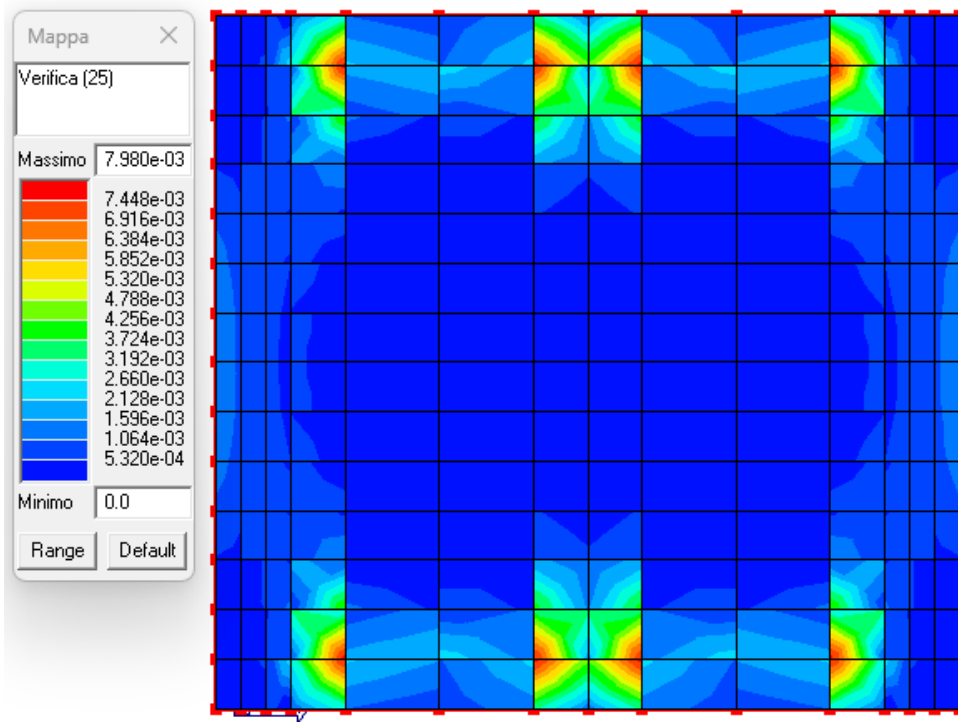 Mappa
Verifica (25)
Massimo 7.980e-03
7.448e-03
6.916e-03
6.384e-03
5.852e-03
5.320e-03
4.788e-03
4.256e-03
3.724e-03
3.192e-03
2.660e-03
2.128e-03
1.596e-03
1.064e-03
5.320e-04
Minimo 0.0
Range Default